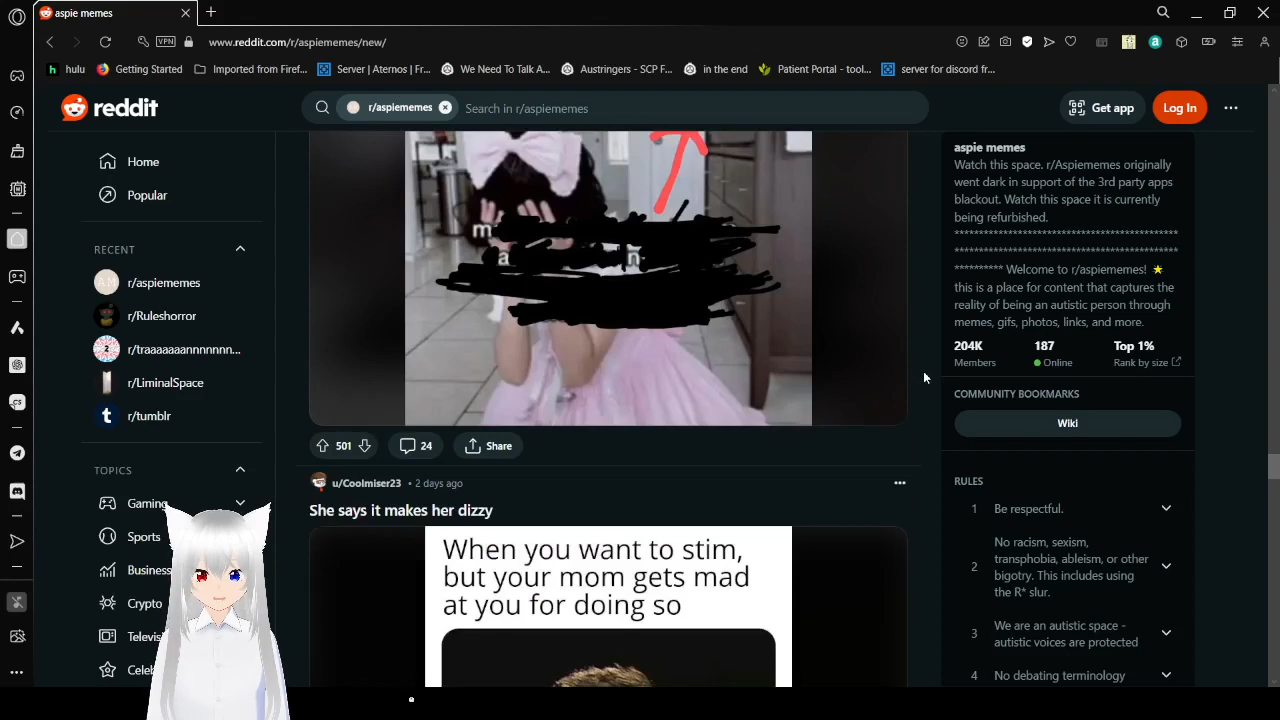 aspie memes
VPN
www.reddit.com/r/aspiememes/new/
hulu
Getting Started
Imported from Firef...
Server | Aternos | Fr...
We Need To Talk A...
Austringers - SCP F...
in the end
Patient Portal - tool...
server for discord fr...
reddit
r/aspiememes
Search in r/aspiememes
Get app
Log In
Home
Popular
RECENT
AM
r/aspiememes
r/Ruleshorror
r/traaaaaaannnnnnn...
r/LiminalSpace
r/tumblr
TOPICS
Gaming
Sports
Business
Crypto
Televisi
Celeb
501
24
Share
u/Coolmiser23 • 2 days ago
She says it makes her dizzy
When you want to stim,
but your mom gets mad
at you for doing so
aspie memes
Watch this space. r/Aspiememes originally
went dark in support of the 3rd party apps
blackout. Watch this space it is currently
being refurbished.
********************************************
********************************************
********** Welcome to r/aspiememes! ⭐
this is a place for content that captures the
reality of being an autistic person through
memes, gifs, photos, links, and more.
204K
Members
187
Online
Top 1%
Rank by size
COMMUNITY BOOKMARKS
Wiki
RULES
1 Be respectful.
2 No racism, sexism,
transphobia, ableism, or other
bigotry. This includes using
the R* slur.
3 We are an autistic space -
autistic voices are protected
4 No debating terminology